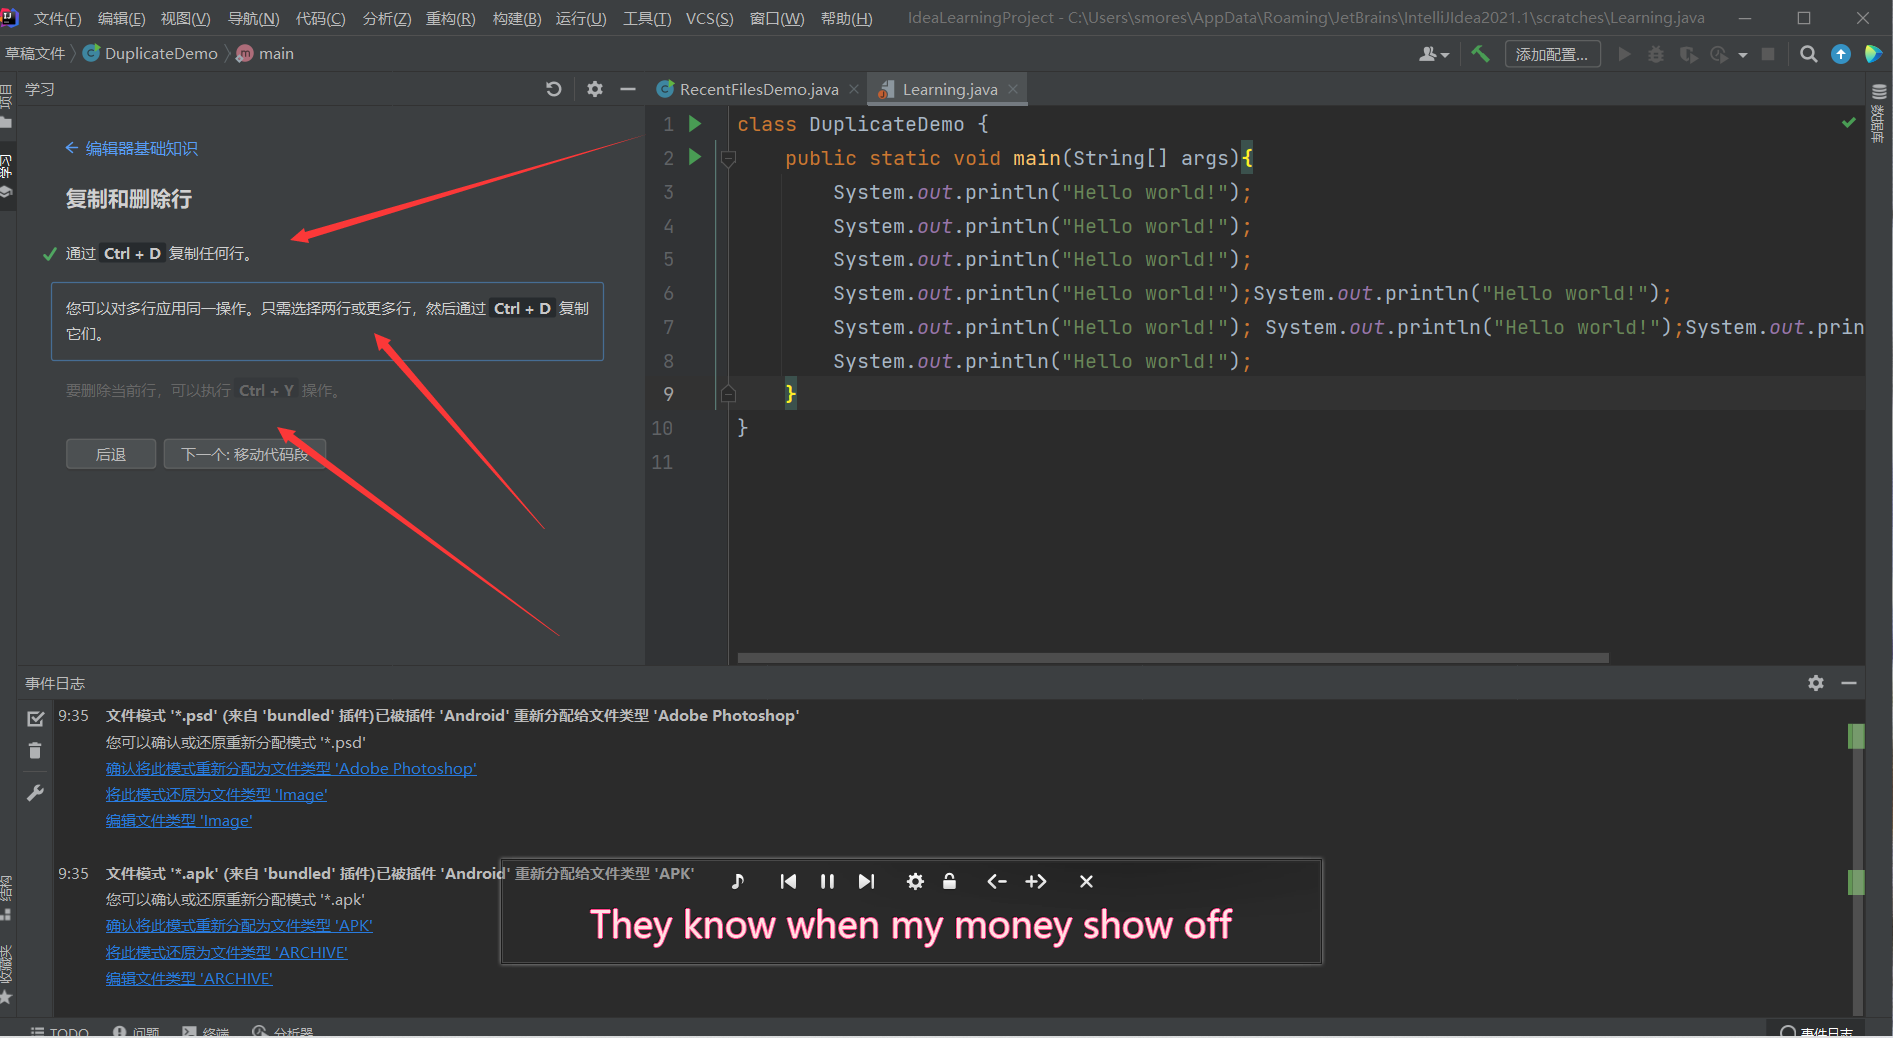 文件(F) 编辑(E) 视图(V) 导航(N) 代码(C) 分析(Z) 重构(R) 构建(B) 运行(U) 工具(T) VCS(S) 窗口(W) 帮助(H) IdeaLearningProject - C:\Users\smores\AppData\Roaming\JetBrains\IntelliJIdea2021.1\scratches\Learning.java
草稿文件 DuplicateDemo main 添加配置...
项目
学习
RecentFilesDemo.java Learning.java
数据库
← 编辑器基础知识
复制和删除行
通过 Ctrl + D 复制任何行。
您可以对多行应用同一操作。只需选择两行或更多行，然后通过 Ctrl + D 复制
它们。
要删除当前行，可以执行 Ctrl + Y 操作。
后退 下一个: 移动代码段
学习
1 class DuplicateDemo {
2 public static void main(String[] args){
3 System.out.println("Hello world!");
4 System.out.println("Hello world!");
5 System.out.println("Hello world!");
6 System.out.println("Hello world!");System.out.println("Hello world!");
7 System.out.println("Hello world!"); System.out.println("Hello world!");System.out.prin
8 System.out.println("Hello world!");
9 }
10 }
11
事件日志
9:35 文件模式 '*.psd' (来自 'bundled' 插件)已被插件 'Android' 重新分配给文件类型 'Adobe Photoshop'
您可以确认或还原重新分配模式 '*.psd'
确认将此模式重新分配为文件类型 'Adobe Photoshop'
将此模式还原为文件类型 'Image'
编辑文件类型 'Image'
9:35 文件模式 '*.apk' (来自 'bundled' 插件)已被插件 'Android' 重新分配给文件类型 'APK'
您可以确认或还原重新分配模式 '*.apk'
确认将此模式重新分配为文件类型 'APK'
将此模式还原为文件类型 'ARCHIVE'
编辑文件类型 'ARCHIVE'
They know when my money show off
结构
收藏夹
TODO 问题 终端 分析器 事件日志